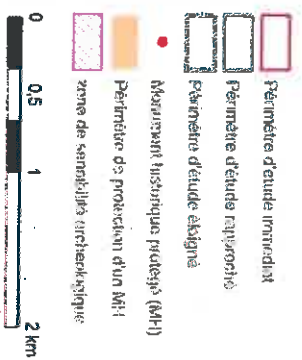 Périmètre d'étude immédiat
Périmètre d'étude rapproché
Périmètre d'étude éloigné
Monument historique protégé (MH)
Périmètre de protection d'un MH
zone de sensibilité archéologique
0 0,5 1 2 km